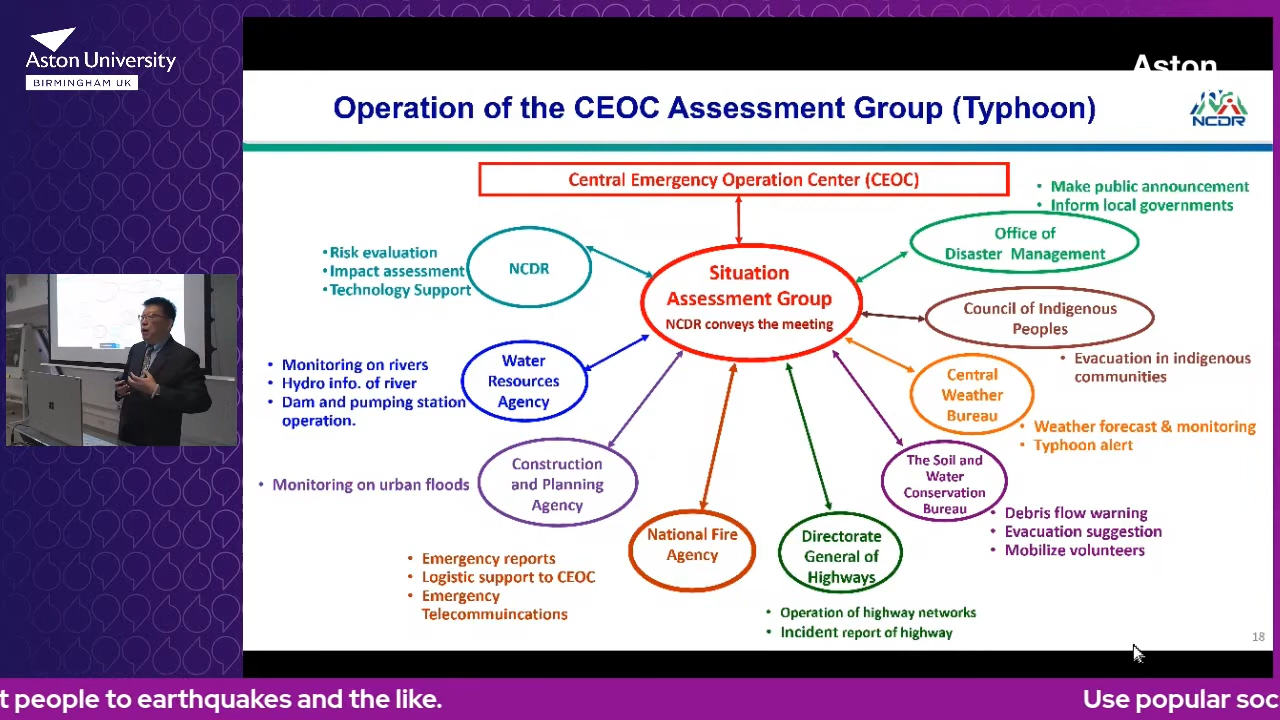 Aston University
BIRMINGHAM UK
Aston
Operation of the CEOC Assessment Group (Typhoon)
NCDR
Central Emergency Operation Center (CEOC)
• Make public announcement
• Inform local governments
Office of
Disaster Management
•Risk evaluation
•Impact assessment
•Technology Support
NCDR
Situation
Assessment Group
NCDR conveys the meeting
Council of Indigenous
Peoples
• Evacuation in indigenous
communities
• Monitoring on rivers
• Hydro info. of river
• Dam and pumping station
operation.
Water
Resources
Agency
Central
Weather
Bureau
• Weather forecast & monitoring
• Typhoon alert
• Monitoring on urban floods
Construction
and Planning
Agency
The Soil and
Water
Conservation
Bureau
• Debris flow warning
• Evacuation suggestion
• Mobilize volunteers
National Fire
Agency
• Emergency reports
• Logistic support to CEOC
• Emergency
Telecommuincations
Directorate
General of
Highways
• Operation of highway networks
• Incident report of highway
18
t people to earthquakes and the like.
Use popular soc